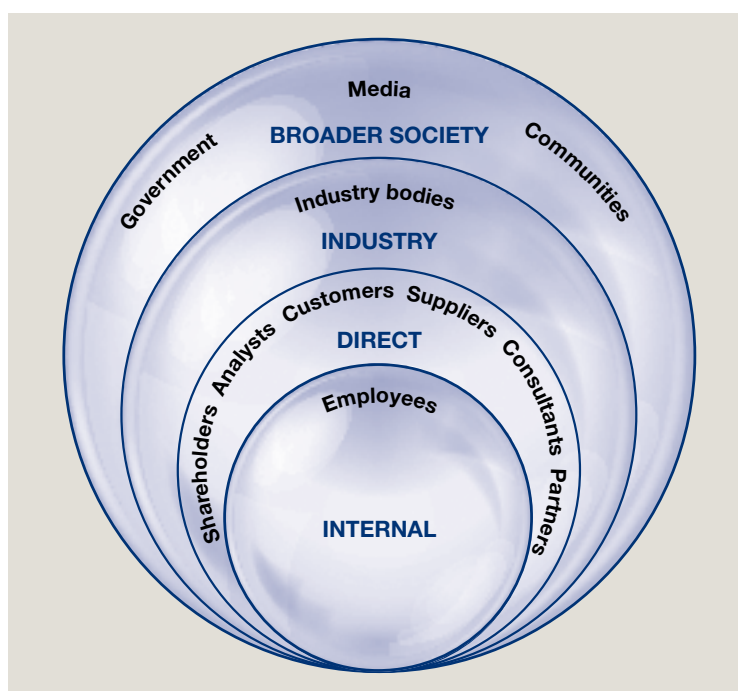 Media
BROADER SOCIETY
Government
Communities
Industry bodies
INDUSTRY
Shareholders Analysts Customers Suppliers Consultants Partners
DIRECT
Employees
INTERNAL